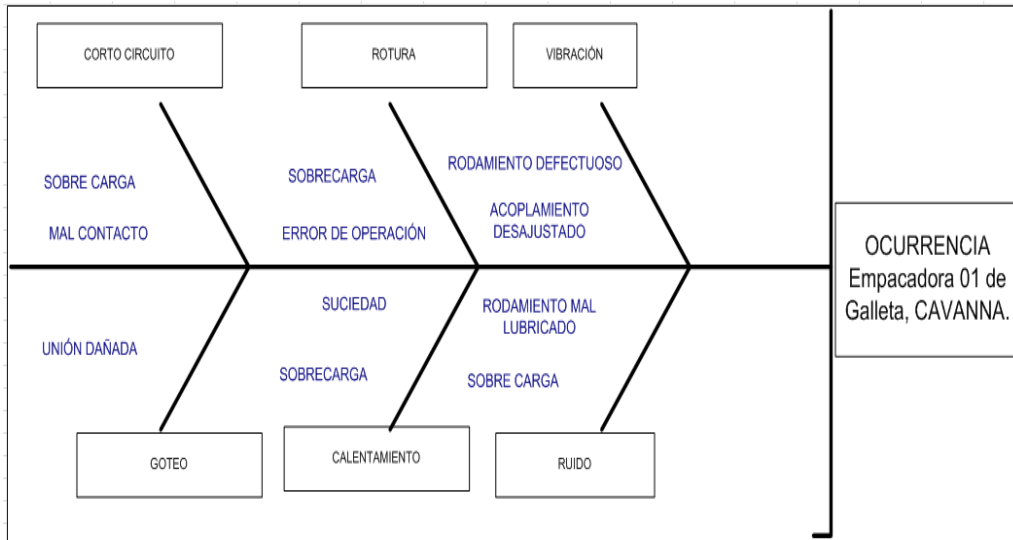 CORTO CIRCUITO
ROTURA
VIBRACIÓN
SOBRE CARGA
MAL CONTACTO
SOBRECARGA
ERROR DE OPERACIÓN
RODAMIENTO DEFECTUOSO
ACOPLAMIENTO
DESAJUSTADO
OCURRENCIA
Empacadora 01 de
Galleta, CAVANNA.
UNIÓN DAÑADA
SUCIEDAD
SOBRECARGA
RODAMIENTO MAL
LUBRICADO
SOBRE CARGA
GOTEO
CALENTAMIENTO
RUIDO